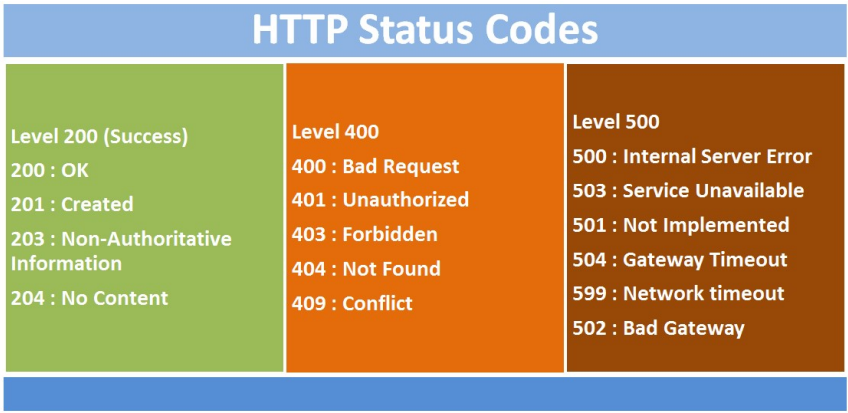 HTTP Status Codes
Level 200 (Success)
200 : OK
201 : Created
203 : Non-Authoritative
Information
204 : No Content
Level 400
400 : Bad Request
401 : Unauthorized
403 : Forbidden
404 : Not Found
409 : Conflict
Level 500
500 : Internal Server Error
503 : Service Unavailable
501 : Not Implemented
504 : Gateway Timeout
599 : Network timeout
502 : Bad Gateway